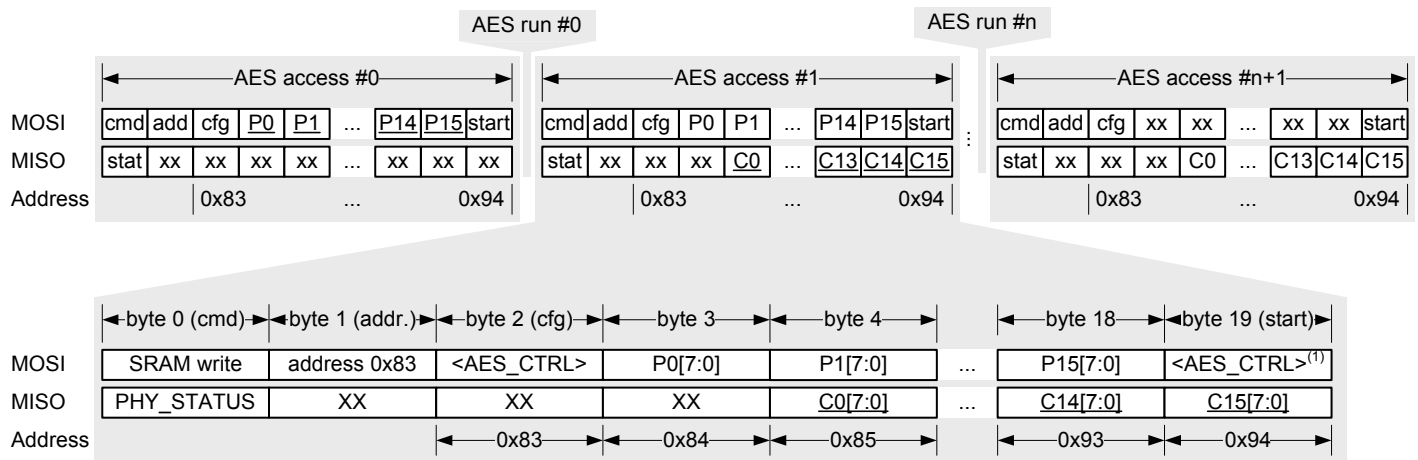 AES run #0 AES run #n
AES access #0 AES access #1 AES access #n+1
MOSI cmd add cfg P0 P1 ... P14 P15 start cmd add cfg P0 P1 ... P14 P15 start ... cmd add cfg xx xx ... xx xx start
MISO stat xx xx xx xx ... xx xx xx stat xx xx xx C0 ... C13 C14 C15 stat xx xx xx C0 ... C13 C14 C15
Address 0x83 ... 0x94 0x83 ... 0x94 0x83 ... 0x94
byte 0 (cmd) byte 1 (addr.) byte 2 (cfg) byte 3 byte 4 byte 18 byte 19 (start)
MOSI SRAM write address 0x83 <AES_CTRL> P0[7:0] P1[7:0] ... P15[7:0] <AES_CTRL>(1)
MISO PHY_STATUS XX XX XX C0[7:0] ... C14[7:0] C15[7:0]
Address 0x83 0x84 0x85 0x93 0x94